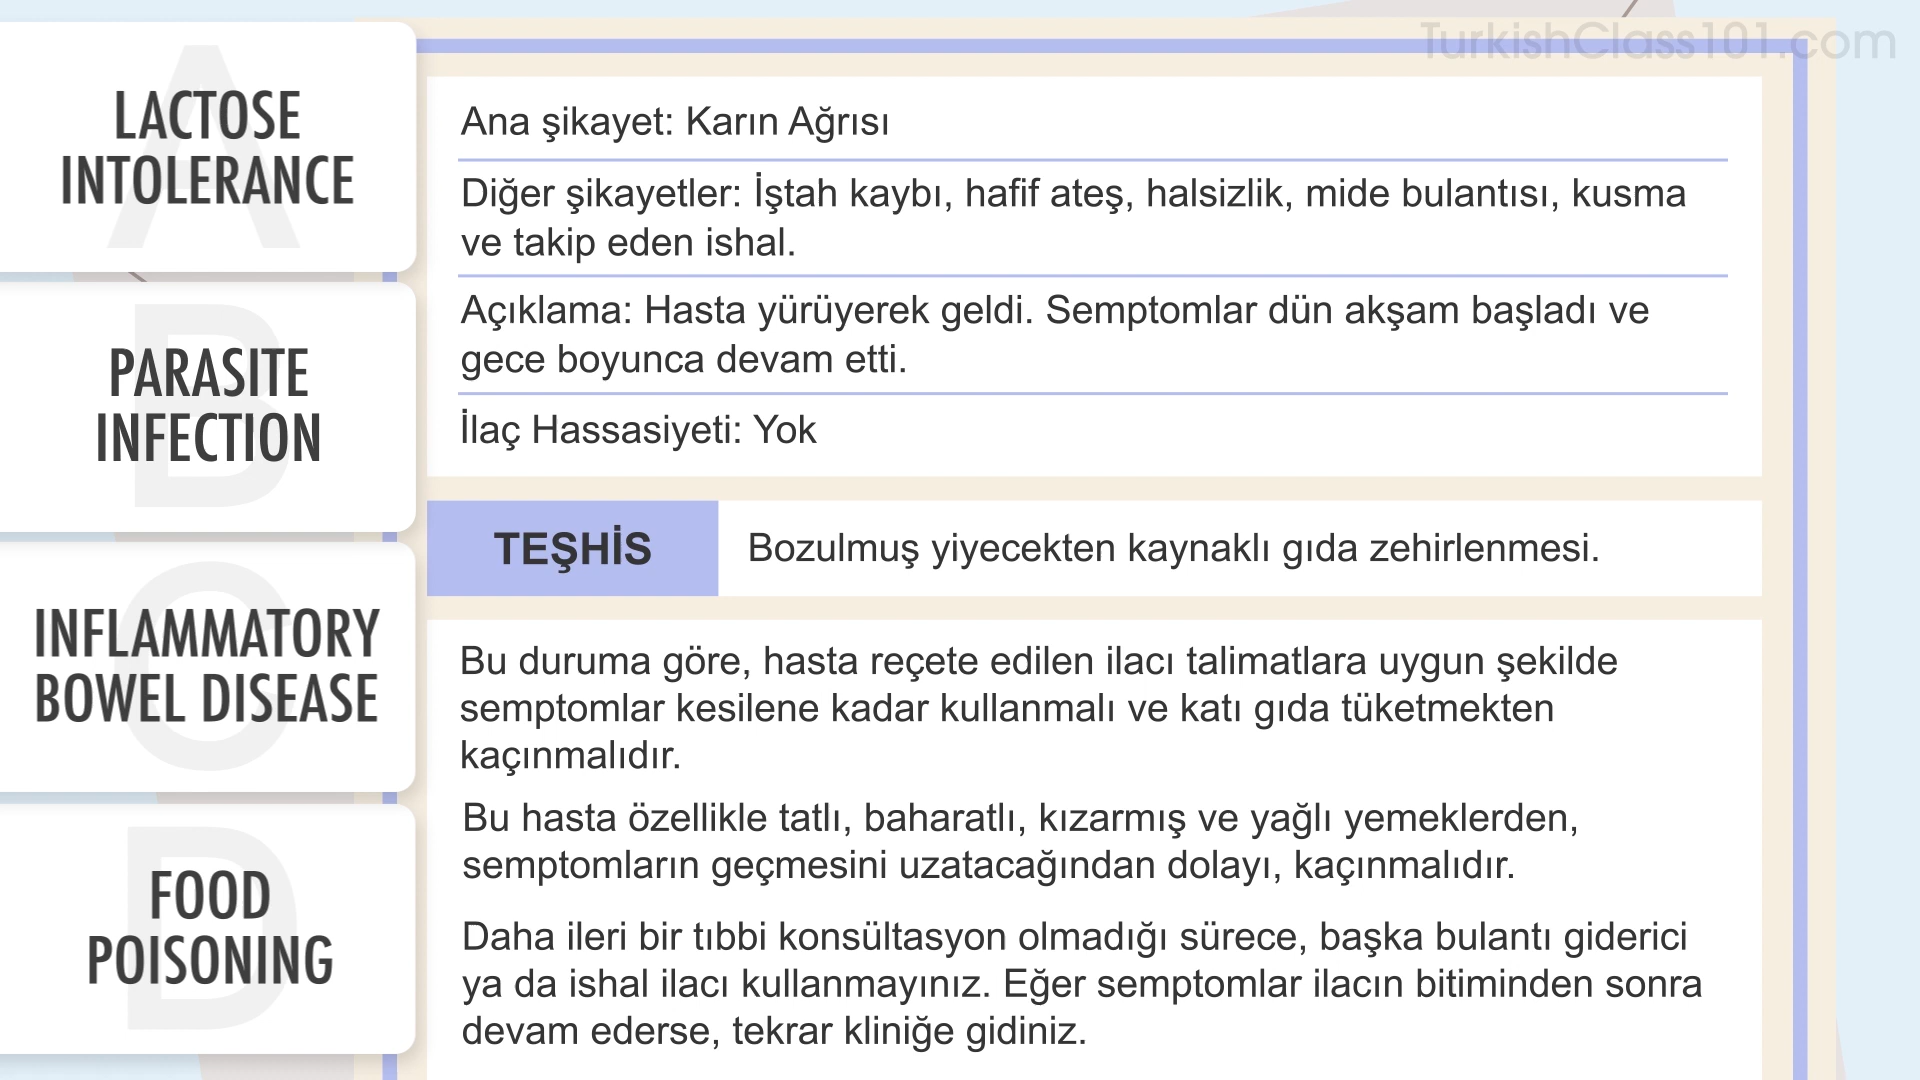 TurkishClass101.com
A
LACTOSE
INTOLERANCE
B
PARASITE
INFECTION
C
INFLAMMATORY
BOWEL DISEASE
D
FOOD
POISONING
Ana şikayet: Karın Ağrısı
Diğer şikayetler: İştah kaybı, hafif ateş, halsizlik, mide bulantısı, kusma
ve takip eden ishal.
Açıklama: Hasta yürüyerek geldi. Semptomlar dün akşam başladı ve
gece boyunca devam etti.
İlaç Hassasiyeti: Yok
TEŞHİS
Bozulmuş yiyecekten kaynaklı gıda zehirlenmesi.
Bu duruma göre, hasta reçete edilen ilacı talimatlara uygun şekilde
semptomlar kesilene kadar kullanmalı ve katı gıda tüketmekten
kaçınmalıdır.
Bu hasta özellikle tatlı, baharatlı, kızarmış ve yağlı yemeklerden,
semptomların geçmesini uzatacağından dolayı, kaçınmalıdır.
Daha ileri bir tıbbi konsültasyon olmadığı sürece, başka bulantı giderici
ya da ishal ilacı kullanmayınız. Eğer semptomlar ilacın bitiminden sonra
devam ederse, tekrar kliniğe gidiniz.